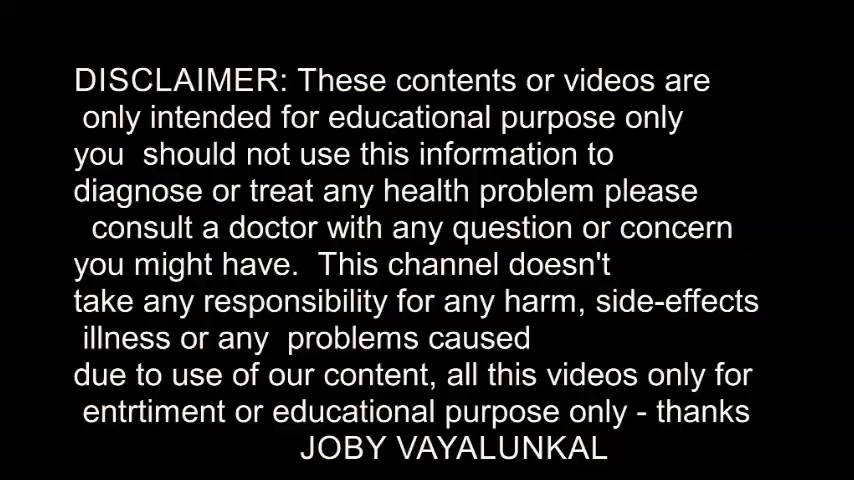 DISCLAIMER: These contents or videos are
only intended for educational purpose only
you should not use this information to
diagnose or treat any health problem please
consult a doctor with any question or concern
you might have. This channel doesn't
take any responsibility for any harm, side-effects
illness or any problems caused
due to use of our content, all this videos only for
entrtiment or educational purpose only - thanks
JOBY VAYALUNKAL